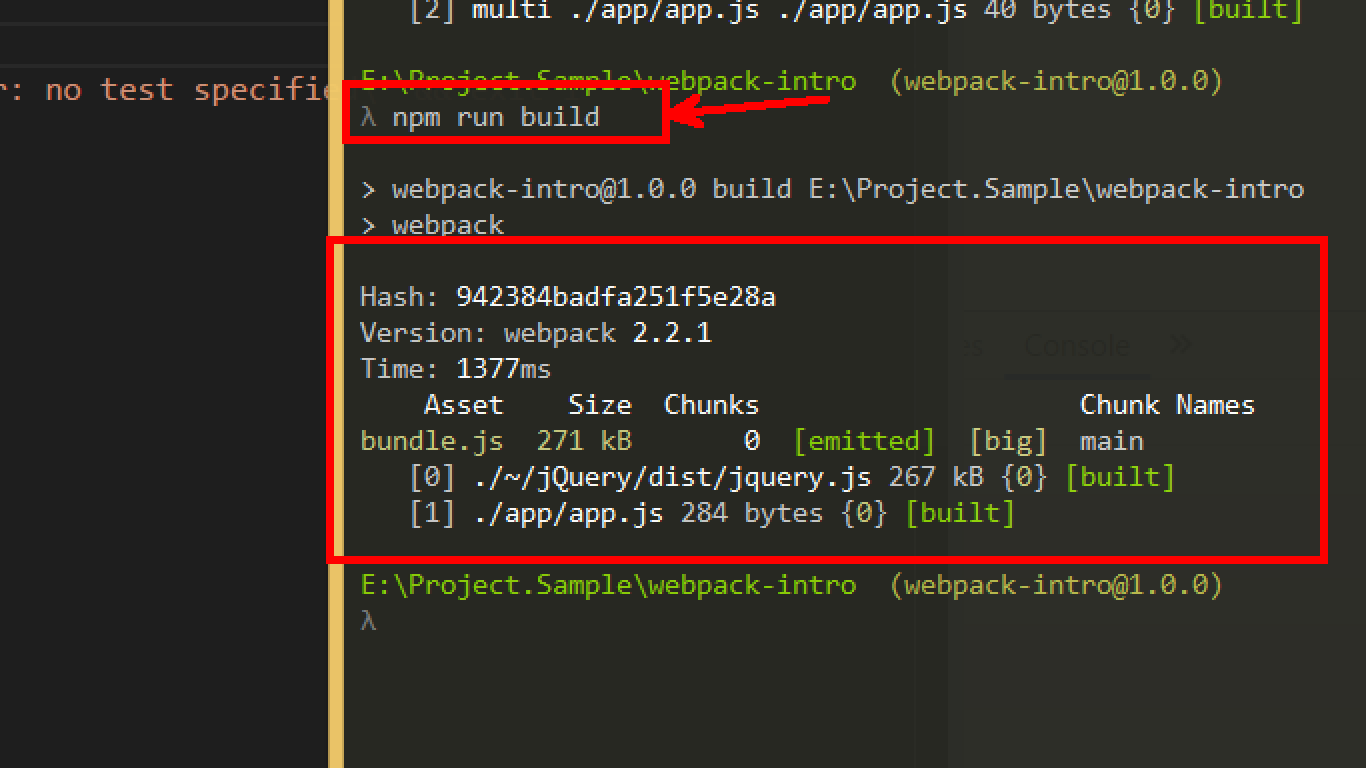 [2] multi ./app/app.js ./app/app.js 40 bytes {0} [built]
r: no test specifie
E:\Project.Sample\webpack-intro (webpack-intro@1.0.0)
λ npm run build
> webpack-intro@1.0.0 build E:\Project.Sample\webpack-intro
> webpack
Hash: 942384badfa251f5e28a
Version: webpack 2.2.1
Time: 1377ms
Console »
Asset Size Chunks Chunk Names
bundle.js 271 kB 0 [emitted] [big] main
[0] ./~/jQuery/dist/jquery.js 267 kB {0} [built]
[1] ./app/app.js 284 bytes {0} [built]
E:\Project.Sample\webpack-intro (webpack-intro@1.0.0)
λ